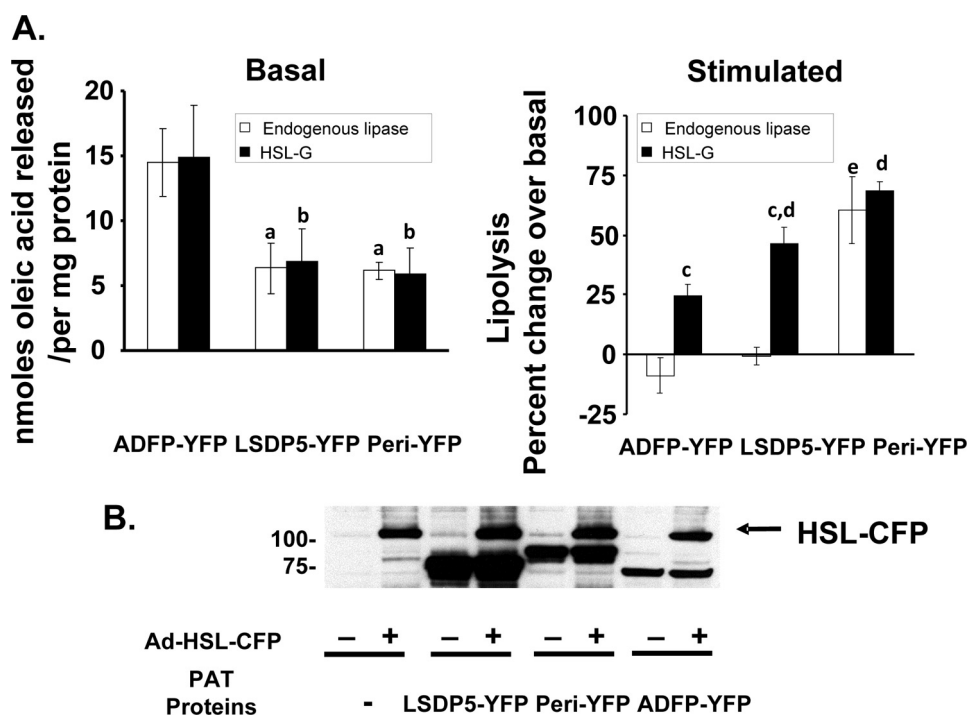 A.
Basal
nmoles oleic acid released
/per mg protein
20
15
10
5
0
Endogenous lipase
HSL-G
a
b
a
b
ADFP-YFP LSDP5-YFP Peri-YFP
Stimulated
Lipolysis
Percent change over basal
100
75
50
25
0
-25
Endogenous lipase
HSL-G
c
c,d
e
d
ADFP-YFP LSDP5-YFP Peri-YFP
B.
100-
75-
HSL-CFP
Ad-HSL-CFP − + − + − + − +
PAT
Proteins - LSDP5-YFP Peri-YFP ADFP-YFP